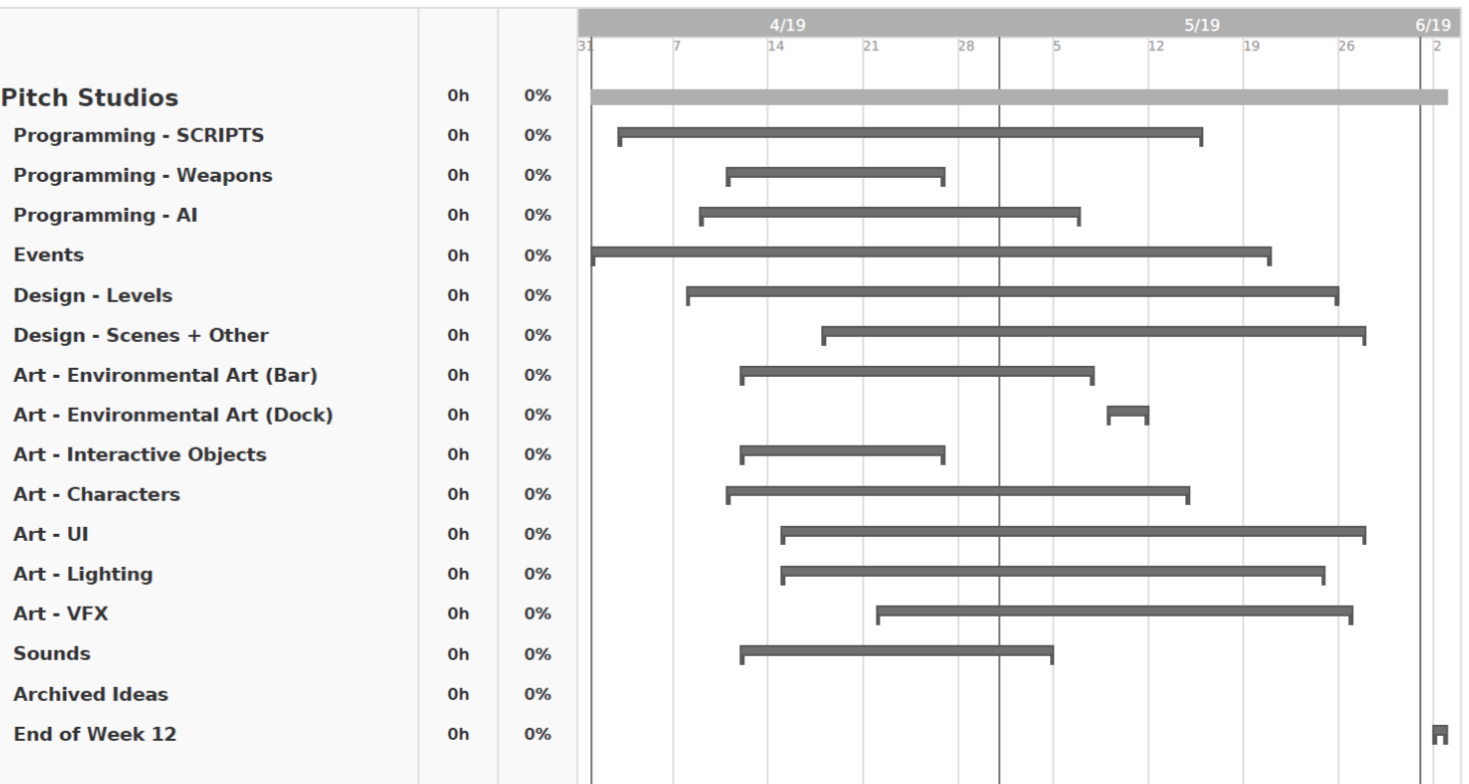 4/19 5/19 6/19
31 7 14 21 28 5 12 19 26 2
Pitch Studios 0h 0%
Programming - SCRIPTS 0h 0%
Programming - Weapons 0h 0%
Programming - AI 0h 0%
Events 0h 0%
Design - Levels 0h 0%
Design - Scenes + Other 0h 0%
Art - Environmental Art (Bar) 0h 0%
Art - Environmental Art (Dock) 0h 0%
Art - Interactive Objects 0h 0%
Art - Characters 0h 0%
Art - UI 0h 0%
Art - Lighting 0h 0%
Art - VFX 0h 0%
Sounds 0h 0%
Archived Ideas 0h 0%
End of Week 12 0h 0%